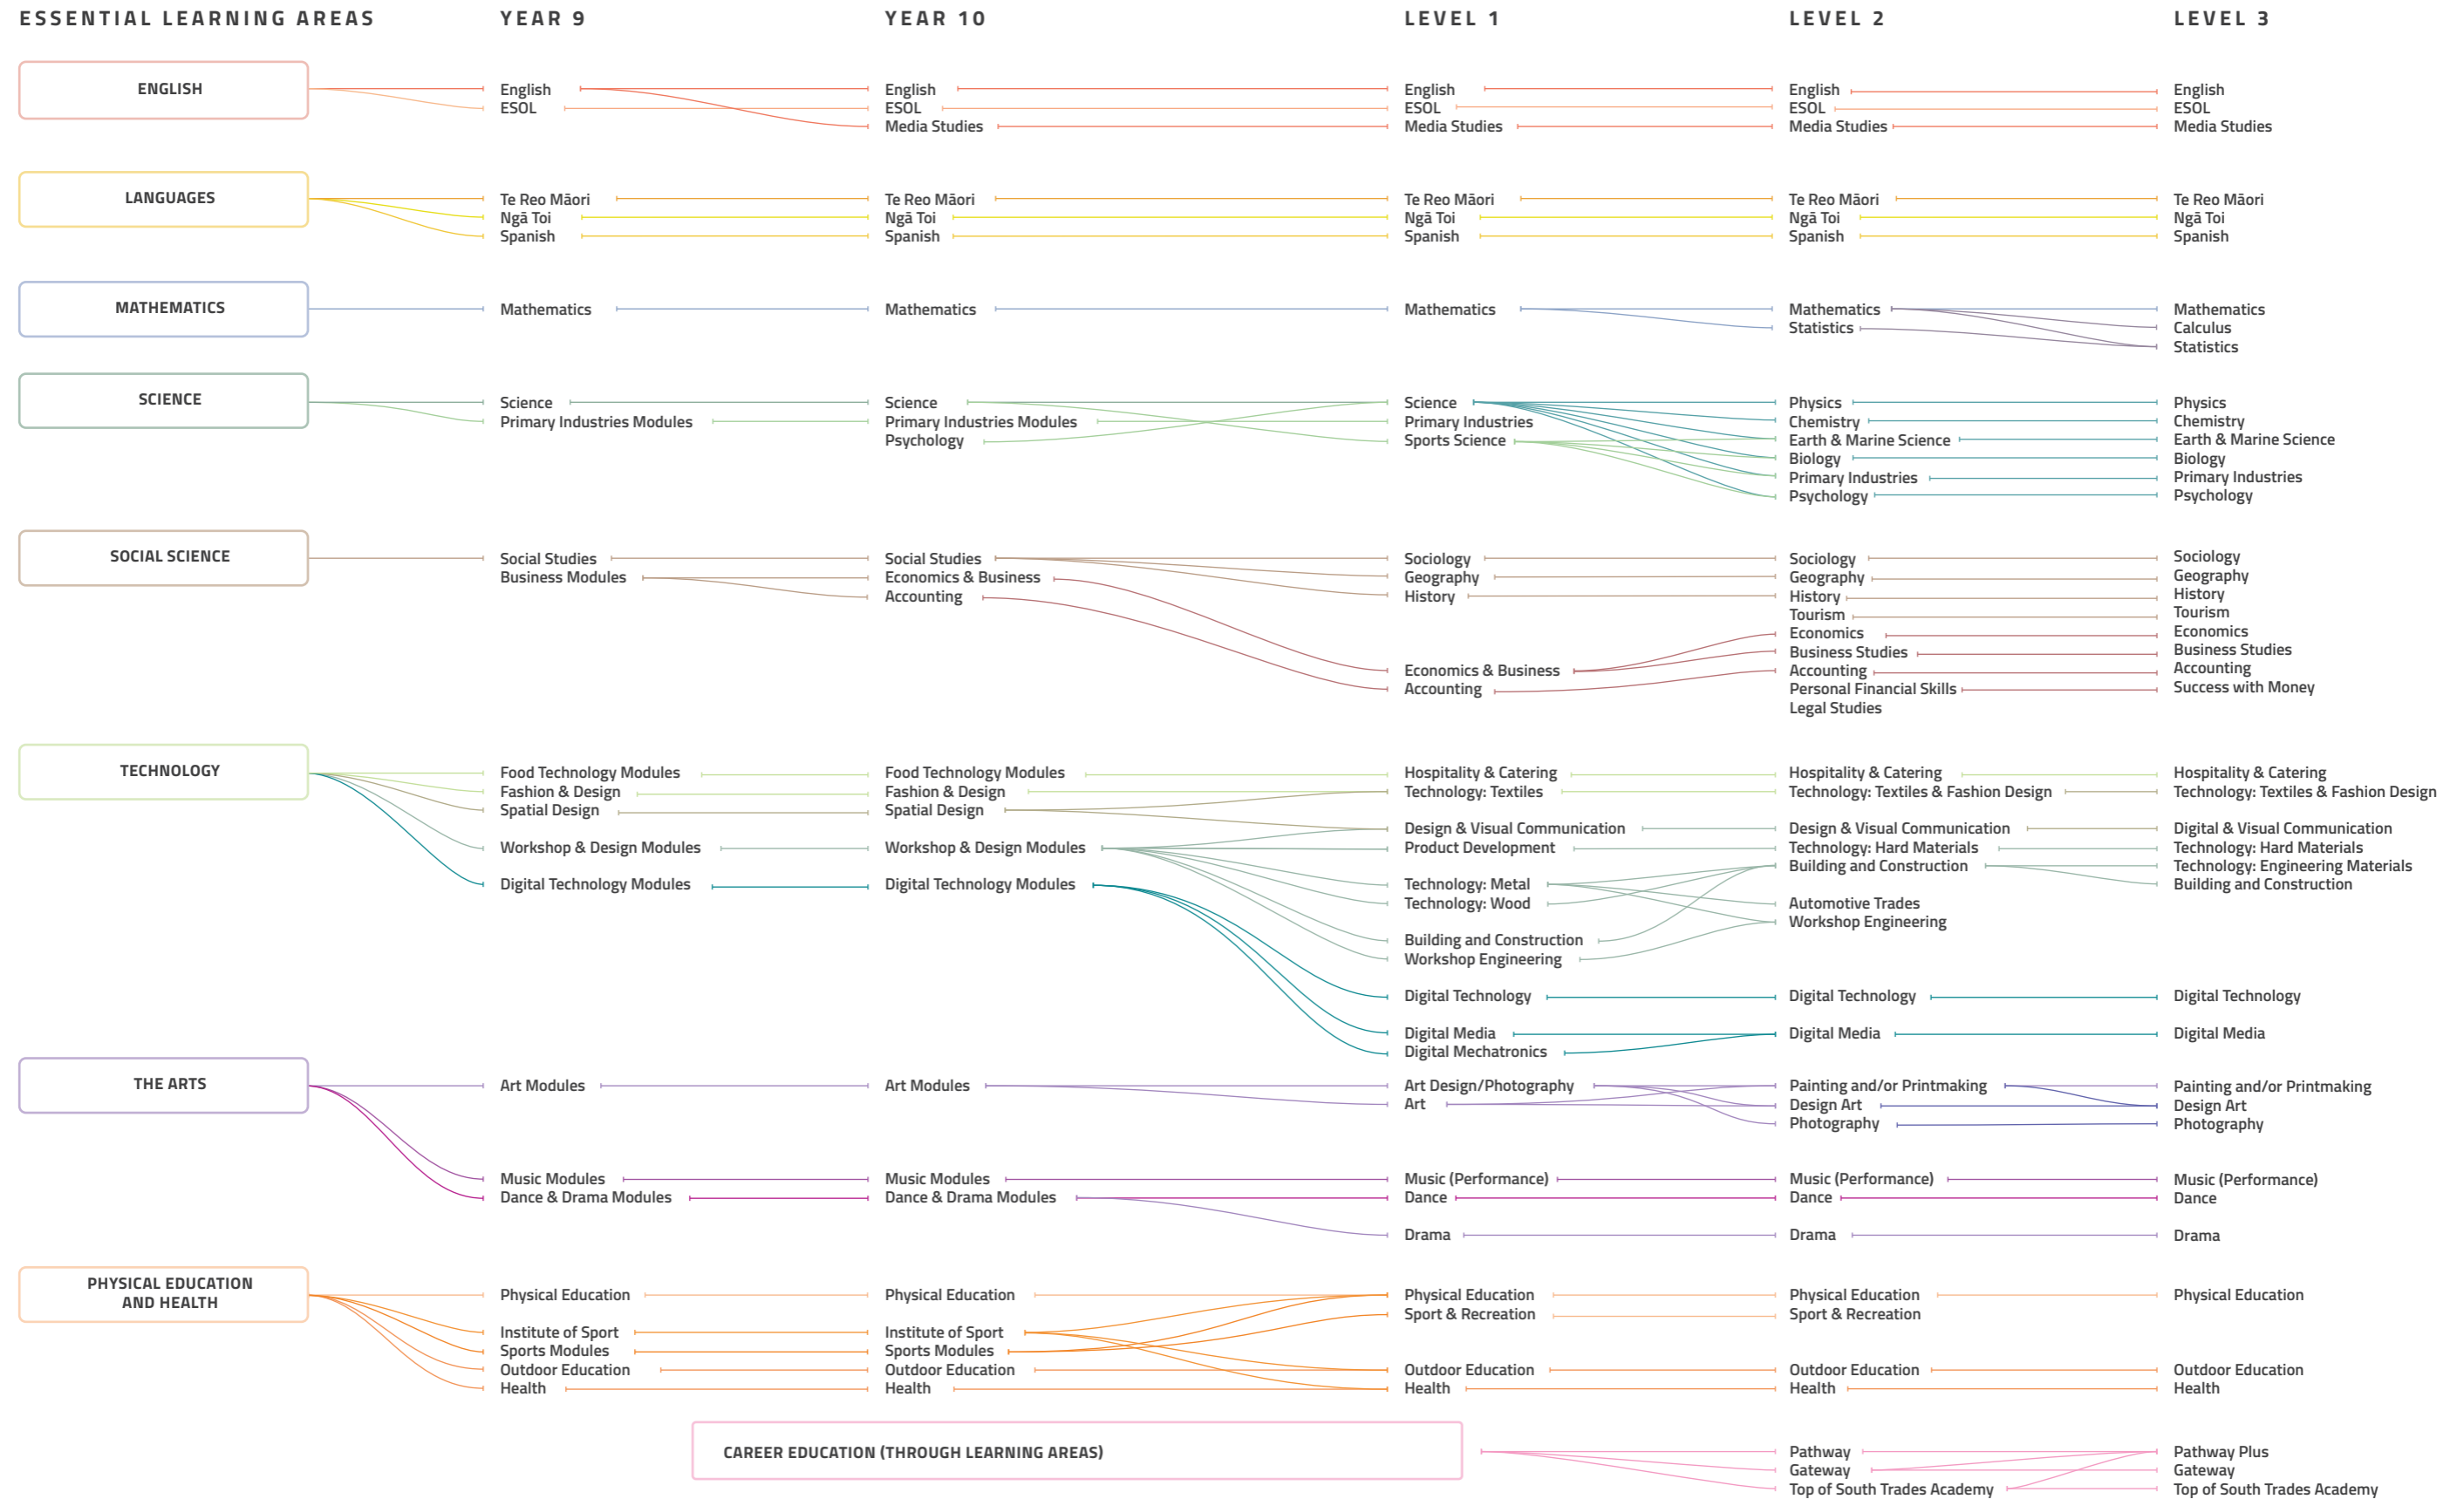 ESSENTIAL LEARNING AREAS YEAR 9 YEAR 10 LEVEL 1 LEVEL 2 LEVEL 3
ENGLISH English English English English English
ESOL ESOL ESOL ESOL ESOL
Media Studies Media Studies Media Studies Media Studies
LANGUAGES Te Reo Māori Te Reo Māori Te Reo Māori Te Reo Māori Te Reo Māori
Ngā Toi Ngā Toi Ngā Toi Ngā Toi Ngā Toi
Spanish Spanish Spanish Spanish Spanish
MATHEMATICS Mathematics Mathematics Mathematics Mathematics Mathematics
Statistics Calculus
Statistics
SCIENCE Science Science Science Physics Physics
Primary Industries Modules Primary Industries Modules Primary Industries Chemistry Chemistry
Psychology Sports Science Earth & Marine Science Earth & Marine Science
Biology Biology
Primary Industries Primary Industries
Psychology Psychology
SOCIAL SCIENCE Social Studies Social Studies Sociology Sociology Sociology
Business Modules Economics & Business Geography Geography Geography
Accounting History History History
Tourism Tourism
Economics Economics
Business Studies Business Studies
Economics & Business Accounting Accounting
Accounting Personal Financial Skills Success with Money
Legal Studies
TECHNOLOGY Food Technology Modules Food Technology Modules Hospitality & Catering Hospitality & Catering Hospitality & Catering
Fashion & Design Fashion & Design Technology: Textiles Technology: Textiles & Fashion Design Technology: Textiles & Fashion Design
Spatial Design Spatial Design
Design & Visual Communication Design & Visual Communication Digital & Visual Communication
Workshop & Design Modules Workshop & Design Modules Product Development Technology: Hard Materials Technology: Hard Materials
Building and Construction Technology: Engineering Materials
Digital Technology Modules Digital Technology Modules Technology: Metal Building and Construction
Technology: Wood Automotive Trades
Workshop Engineering
Building and Construction
Workshop Engineering
Digital Technology Digital Technology Digital Technology
Digital Media Digital Media Digital Media
Digital Mechatronics
THE ARTS Art Modules Art Modules Art Design/Photography Painting and/or Printmaking Painting and/or Printmaking
Art Design Art Design Art
Photography Photography
Music Modules Music Modules Music (Performance) Music (Performance) Music (Performance)
Dance & Drama Modules Dance & Drama Modules Dance Dance Dance
Drama Drama Drama
PHYSICAL EDUCATION
AND HEALTH
Physical Education Physical Education Physical Education Physical Education Physical Education
Sport & Recreation Sport & Recreation
Institute of Sport Institute of Sport
Sports Modules Sports Modules
Outdoor Education Outdoor Education Outdoor Education Outdoor Education Outdoor Education
Health Health Health Health Health
CAREER EDUCATION (THROUGH LEARNING AREAS) Pathway Pathway Plus
Gateway Gateway
Top of South Trades Academy Top of South Trades Academy